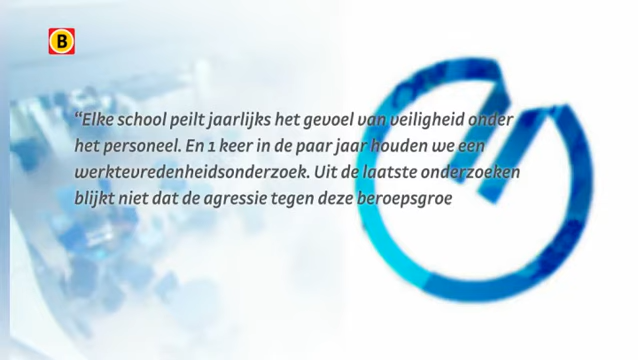 B
“Elke school peilt jaarlijks het gevoel van veiligheid onder
het personeel. En 1 keer in de paar jaar houden we een
werktevredenheidsonderzoek. Uit de laatste onderzoeken
blijkt niet dat de agressie tegen deze beroepsgroe